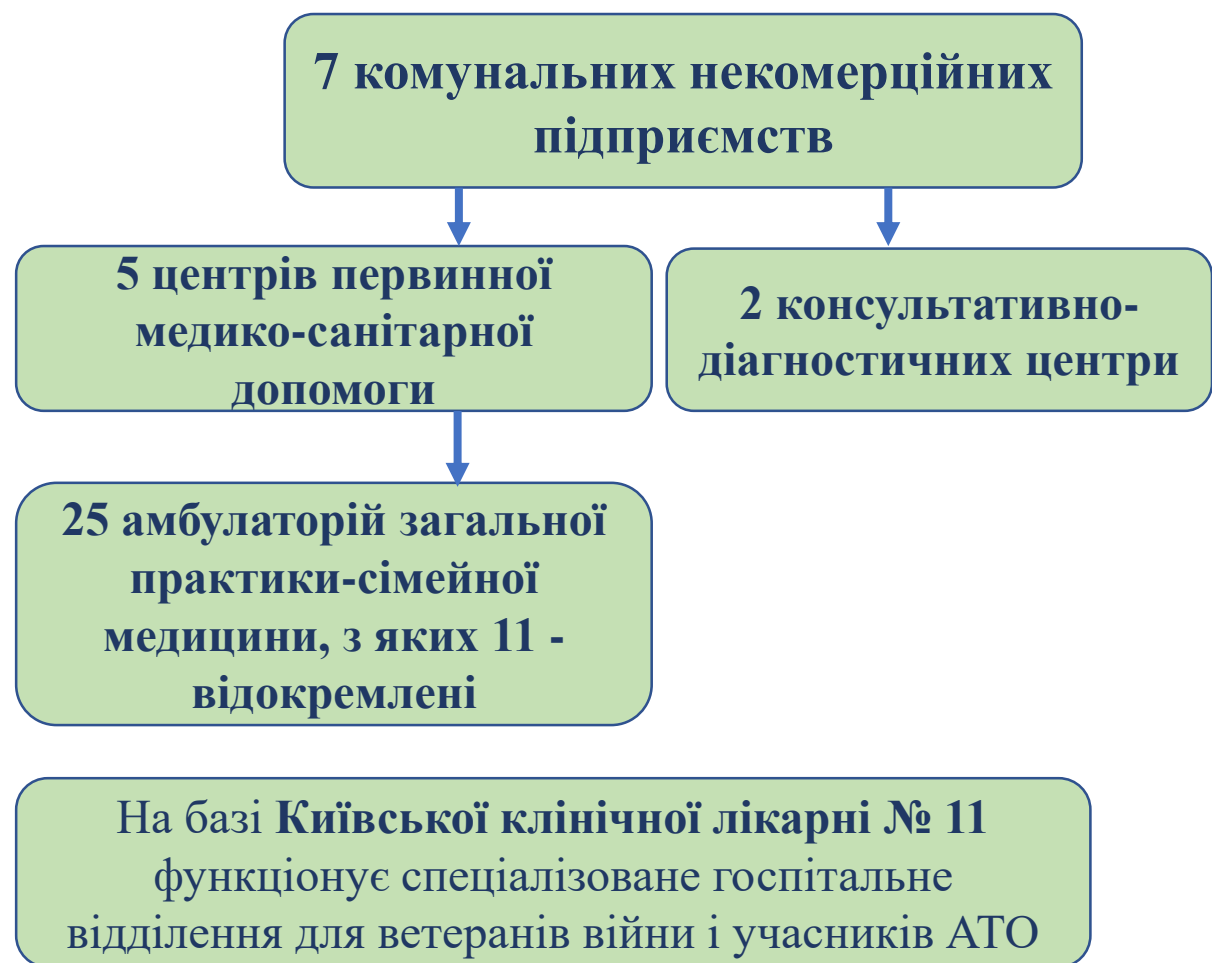 7 комунальних некомерційних
підприємств
5 центрів первинної
медико-санітарної
допомоги
2 консультативно-
діагностичних центри
25 амбулаторій загальної
практики-сімейної
медицини, з яких 11 -
відокремлені
На базі Київської клінічної лікарні № 11
функціонує спеціалізоване госпітальне
відділення для ветеранів війни і учасників АТО